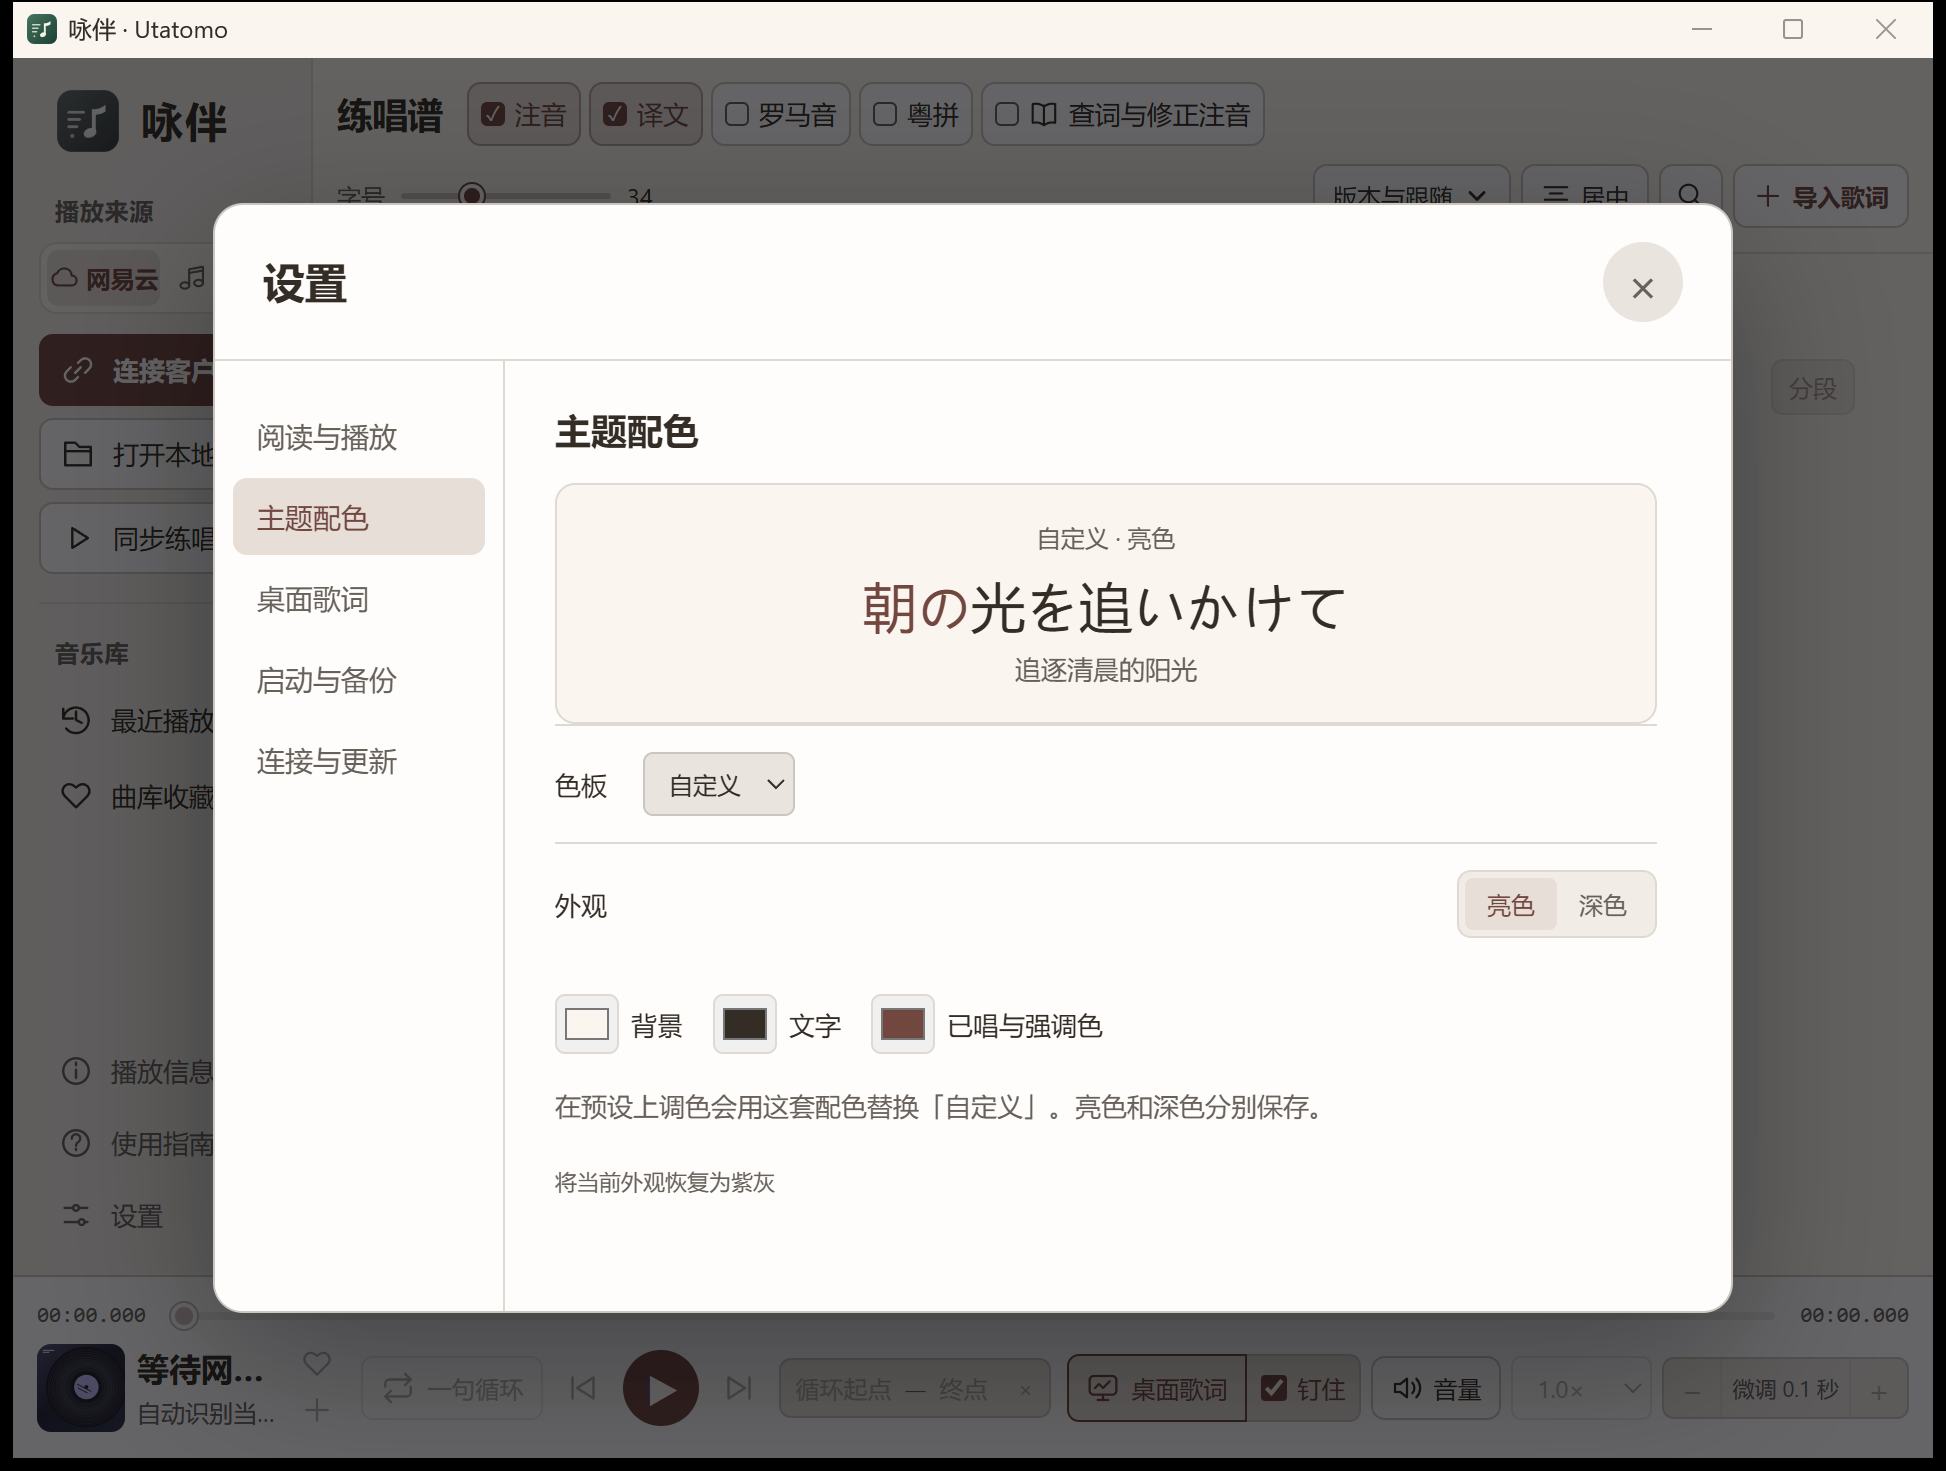 咏伴 · Utatomo
咏伴
练唱谱
注音
译文
罗马音
粤拼
查词与修正注音
字号
34
版本与跟随
居中
导入歌词
播放来源
网易云
连接客户
打开本地
同步练唱
分段
音乐库
最近播放
曲库收藏
播放信息
使用指南
设置
设置
×
阅读与播放
主题配色
桌面歌词
启动与备份
连接与更新
主题配色
自定义 · 亮色
朝の光を追いかけて
追逐清晨的阳光
色板
自定义
外观
亮色
深色
背景
文字
已唱与强调色
在预设上调色会用这套配色替换「自定义」。亮色和深色分别保存。
将当前外观恢复为紫灰
00:00.000
00:00.000
等待网...
自动识别当...
一句循环
循环起点 — 终点 ×
桌面歌词
钉住
音量
1.0×
− 微调 0.1 秒 +